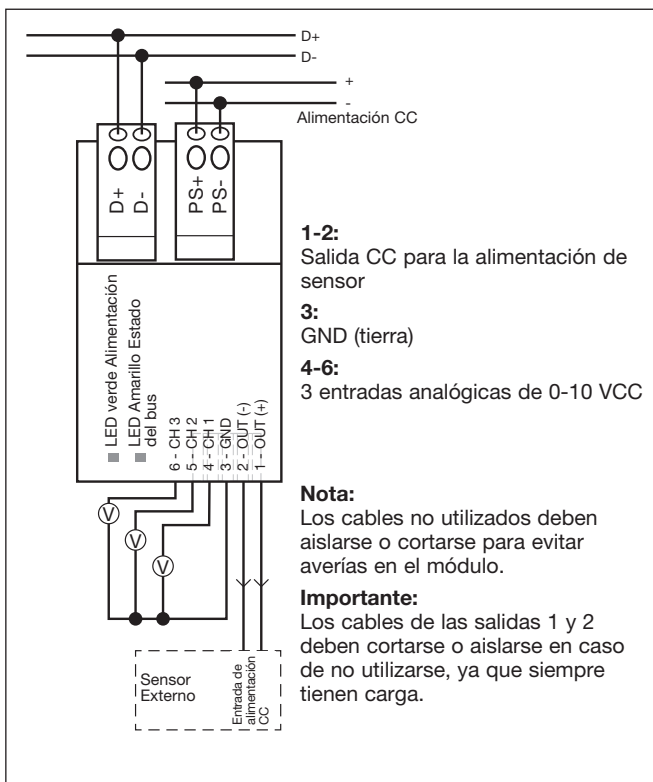 D+
D-
+
-
Alimentación CC
D+
D-
PS+
PS-
1-2:
Salida CC para la alimentación de
sensor
3:
GND (tierra)
4-6:
3 entradas analógicas de 0-10 VCC
LED verde Alimentación
LED Amarillo Estado
del bus
6 - CH 3
5 - CH 2
4 - CH 1
3 - GND
2 - OUT (-)
1 - OUT (+)
V
V
V
Nota:
Los cables no utilizados deben
aislarse o cortarse para evitar
averías en el módulo.
Importante:
Los cables de las salidas 1 y 2
deben cortarse o aislarse en caso
de no utilizarse, ya que siempre
tienen carga.
Sensor
Externo
Entrada de
alimentación
CC